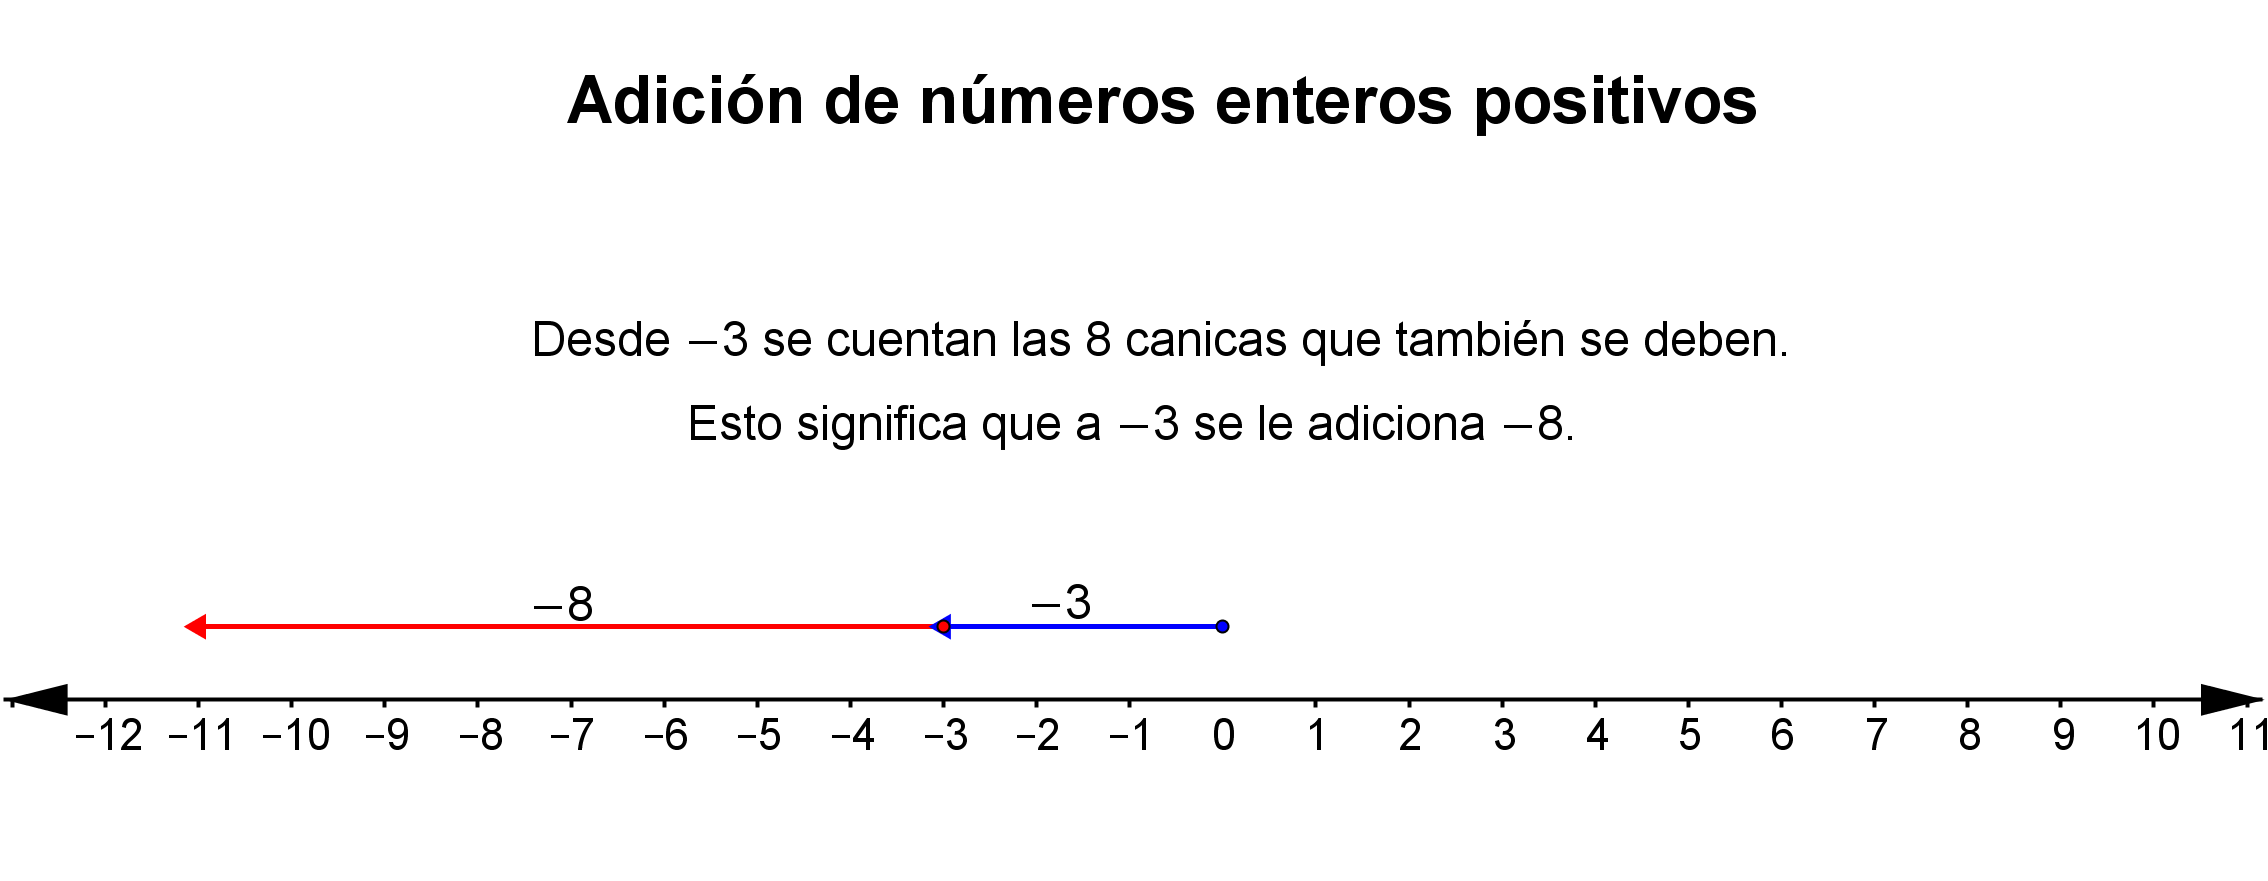 Adición de números enteros positivos
Desde −3 se cuentan las 8 canicas que también se deben.
Esto significa que a −3 se le adiciona −8.
−8 −3
−12 −11 −10 −9 −8 −7 −6 −5 −4 −3 −2 −1 0 1 2 3 4 5 6 7 8 9 10 11